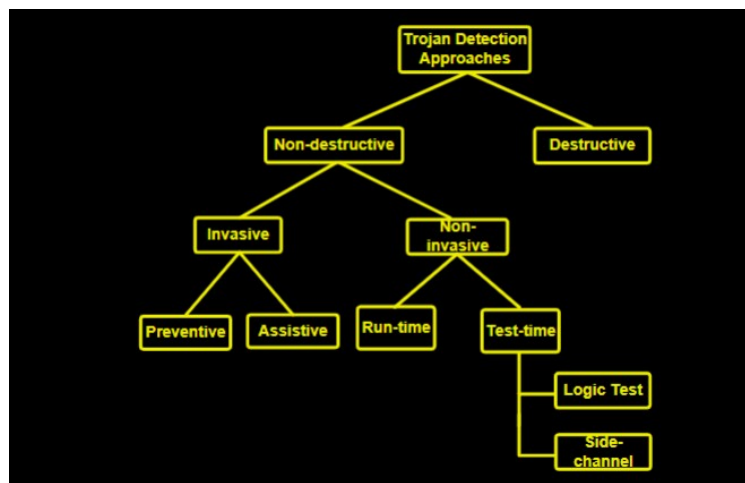 Trojan Detection
Approaches
Non-destructive
Destructive
Invasive
Non-
invasive
Preventive
Assistive
Run-time
Test-time
Logic Test
Side-
channel